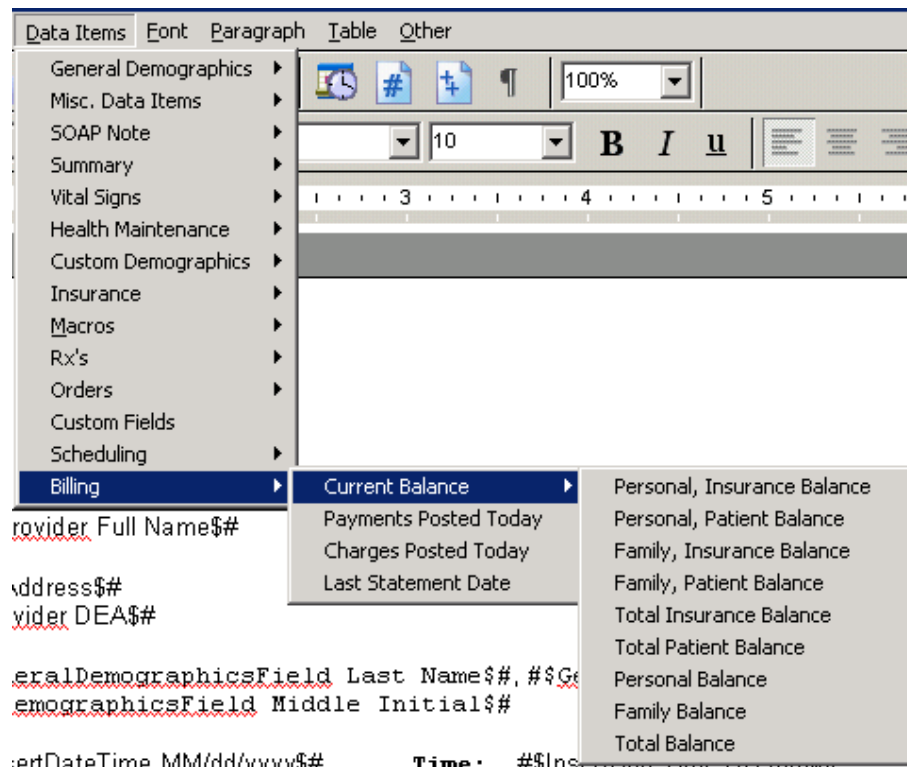 Data Items Font Paragraph Table Other
General Demographics
Misc. Data Items
SOAP Note
Summary
Vital Signs
Health Maintenance
Custom Demographics
Insurance
Macros
Rx's
Orders
Custom Fields
Scheduling
Billing
# 100%
10 B I u
3 4 5
Current Balance
Payments Posted Today
Charges Posted Today
Last Statement Date
Personal, Insurance Balance
Personal, Patient Balance
Family, Insurance Balance
Family, Patient Balance
Total Insurance Balance
Total Patient Balance
Personal Balance
Family Balance
Total Balance
rovider Full Name$#
Address$#
vider DEA$#
eralDemographicsField Last Name$#, #$Ge
emographicsField Middle Initial$#
sertDateTime MM/dd/yyyy$# Time: #$Ins